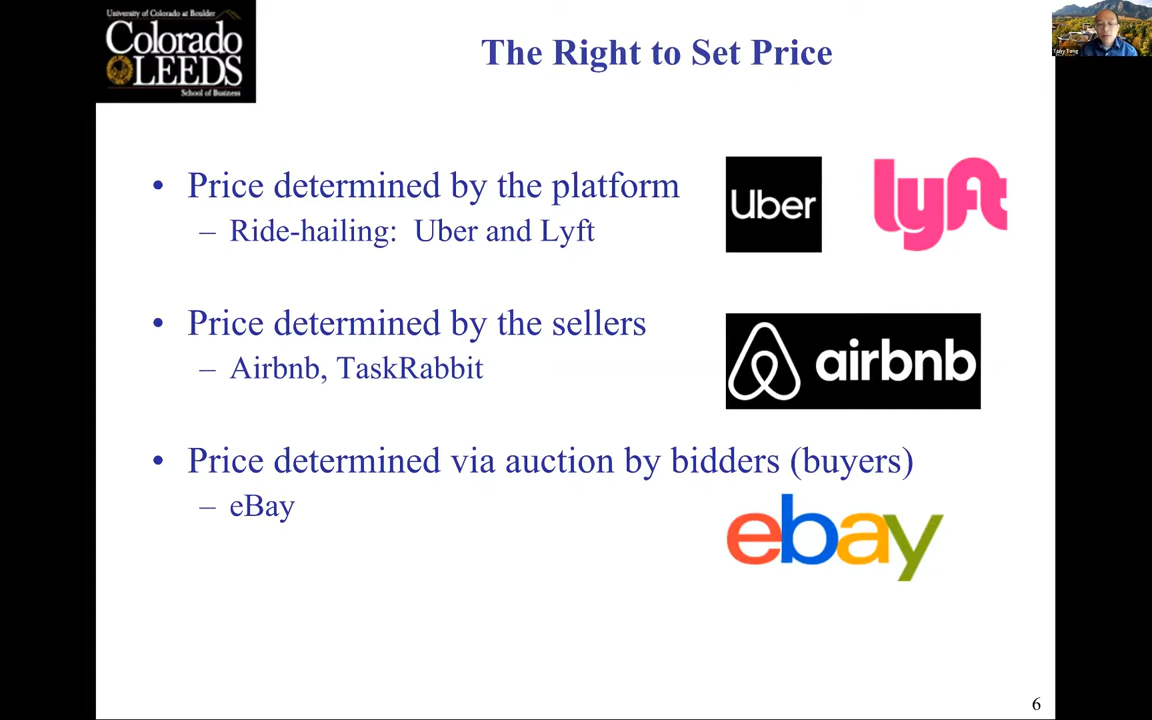 University of Colorado at Boulder
Colorado
LEEDS
School of Business
The Right to Set Price
Tony Tong
• Price determined by the platform
– Ride-hailing: Uber and Lyft
Uber
lyft
• Price determined by the sellers
– Airbnb, TaskRabbit
airbnb
• Price determined via auction by bidders (buyers)
– eBay
ebay
6